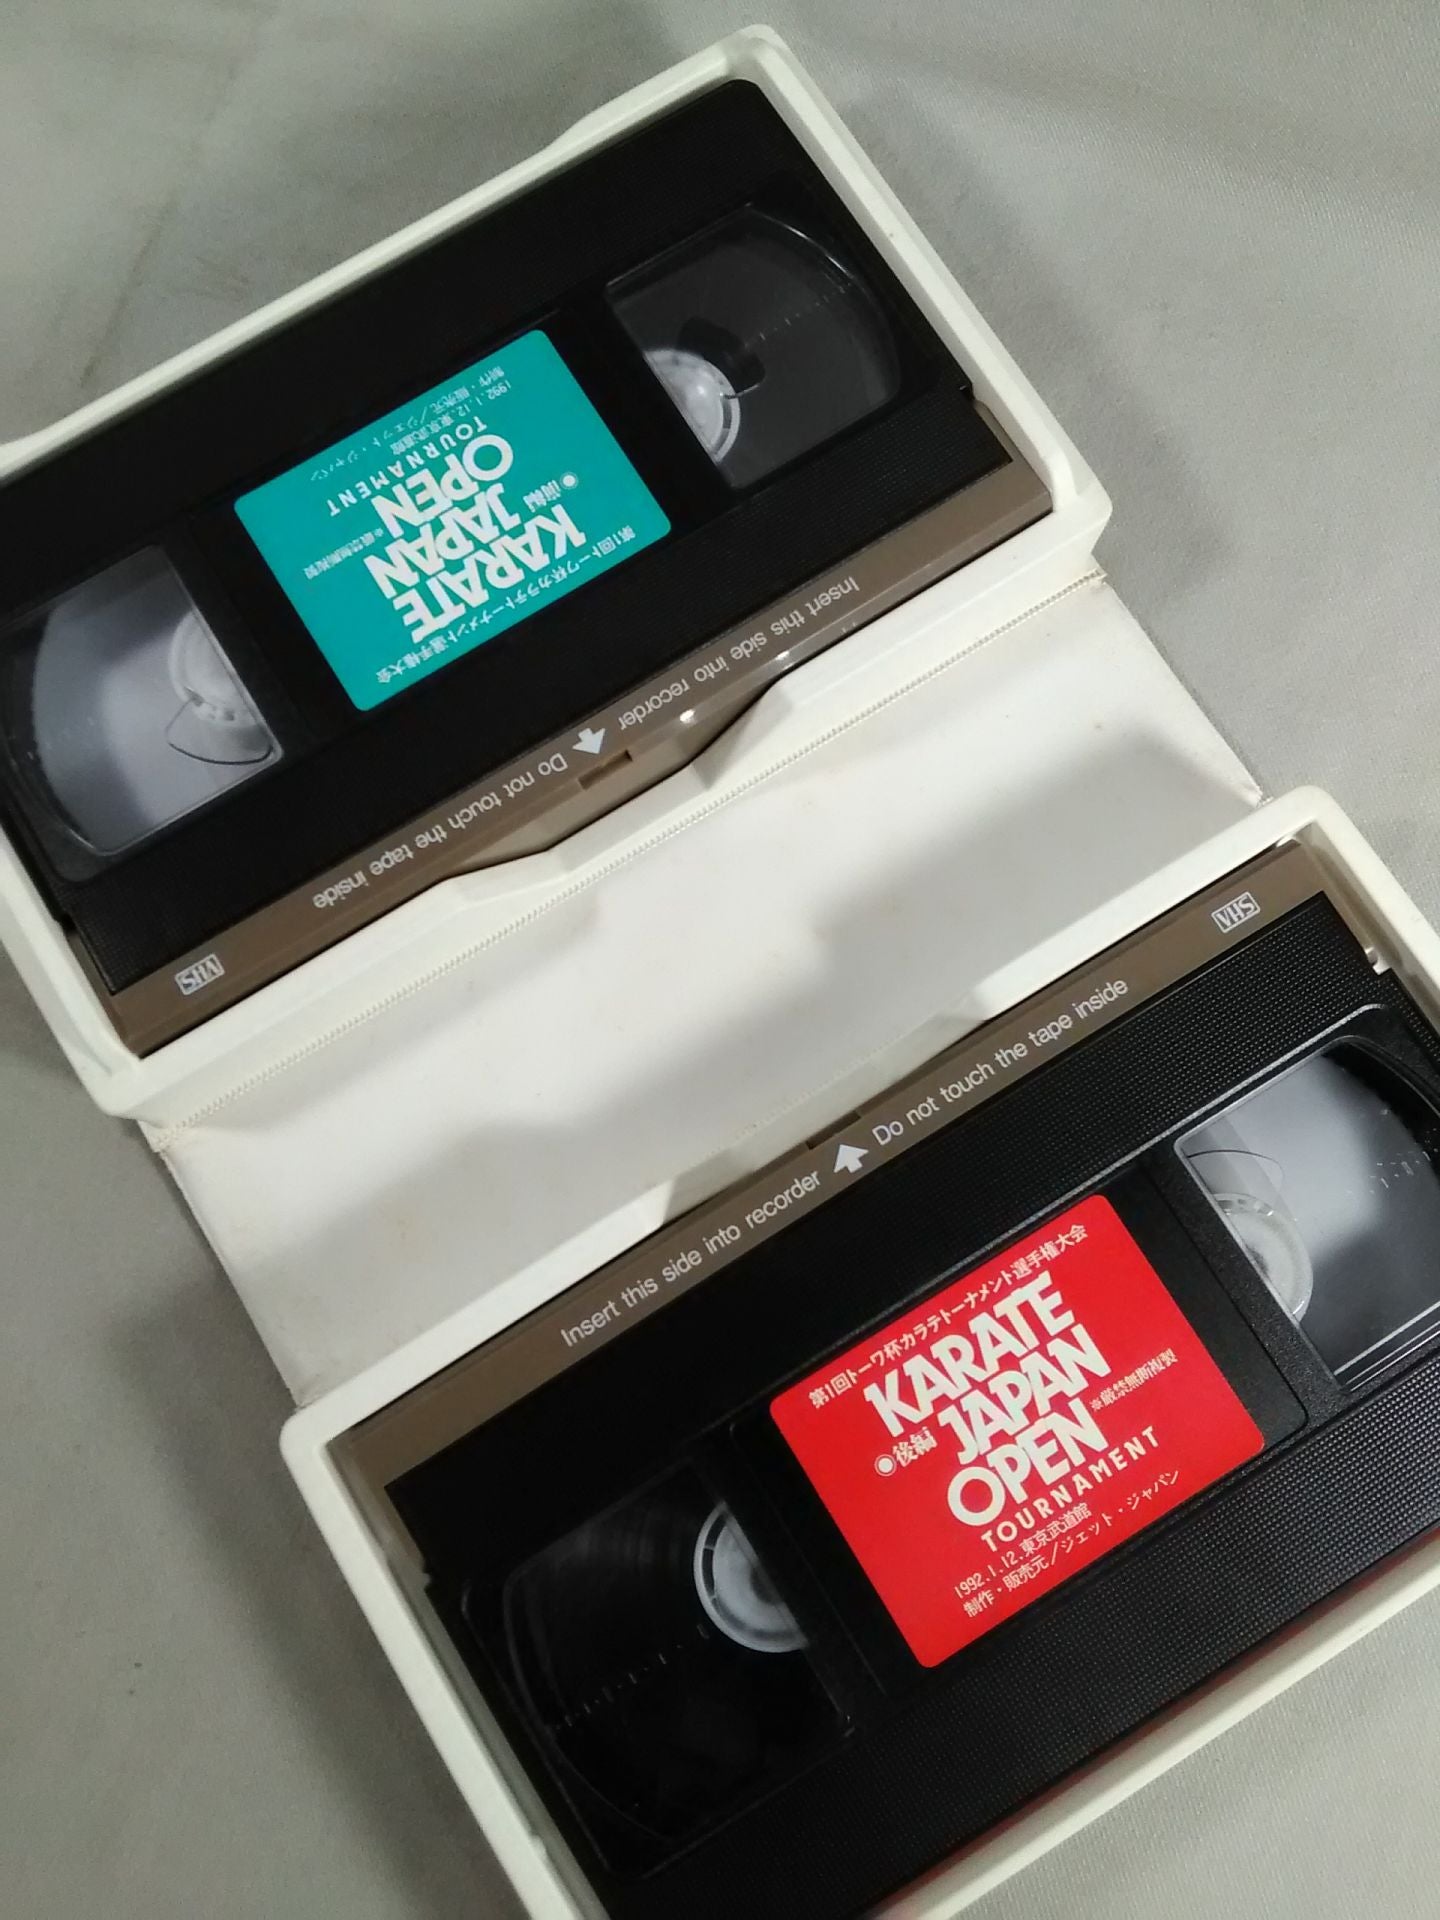 第1回トーワ杯カラテトーナメント選手権大会
KARATE
●前編 JAPAN
OPEN ※厳禁無断複製
TOURNAMENT
1992.1.12.東京武道館
制作・販売元/ジェット・ジャパン
Insert this side into recorder Do not touch the tape inside
VHS
VHS
Insert this side into recorder Do not touch the tape inside
第1回トーワ杯カラテトーナメント選手権大会
KARATE
◉後編 JAPAN
OPEN ※厳禁無断複製
TOURNAMENT
1992.1.12.東京武道館
制作・販売元/ジェット・ジャパン